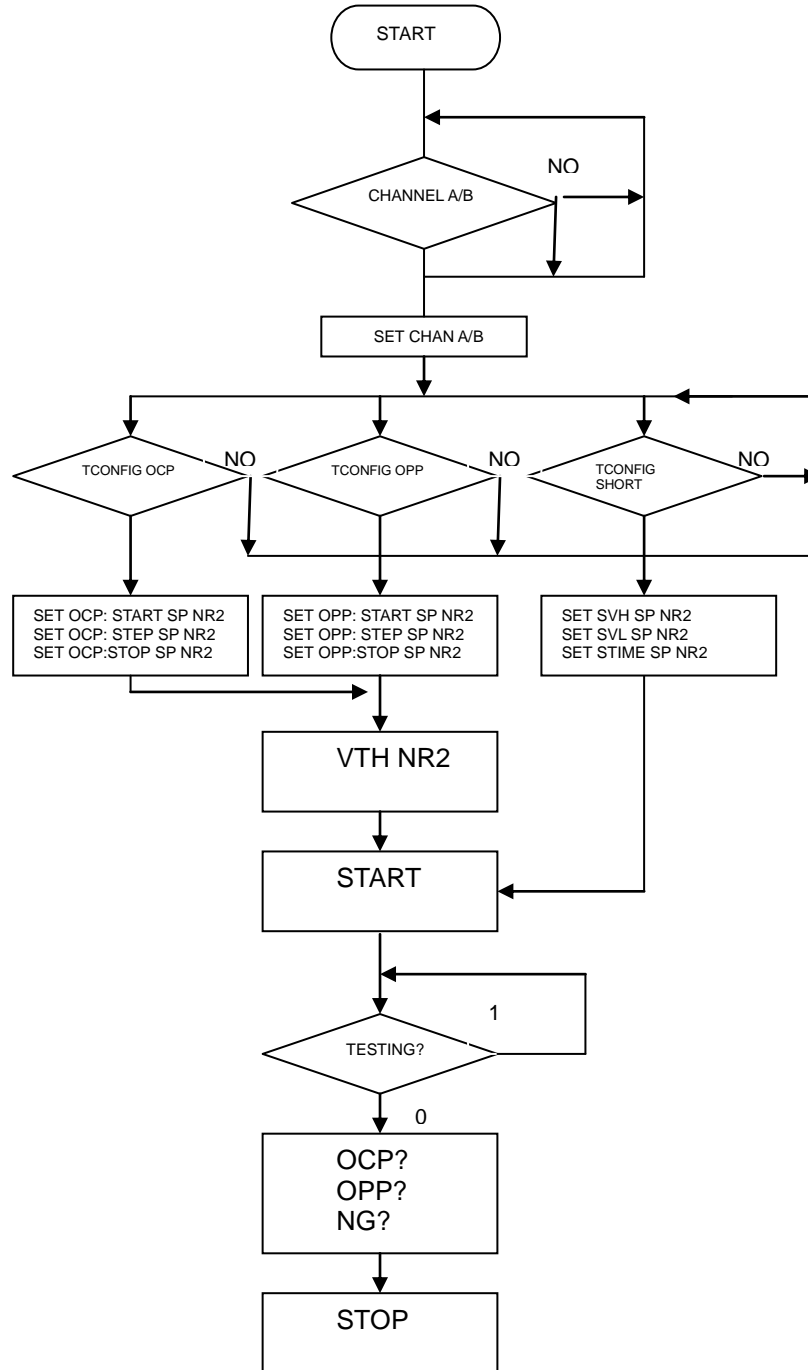 START
NO
CHANNEL A/B
SET CHAN A/B
TCONFIG OCP
NO
TCONFIG OPP
NO
TCONFIG
SHORT
NO
SET OCP: START SP NR2
SET OCP: STEP SP NR2
SET OCP:STOP SP NR2
SET OPP: START SP NR2
SET OPP: STEP SP NR2
SET OPP:STOP SP NR2
SET SVH SP NR2
SET SVL SP NR2
SET STIME SP NR2
VTH NR2
START
1
TESTING?
0
OCP?
OPP?
NG?
STOP